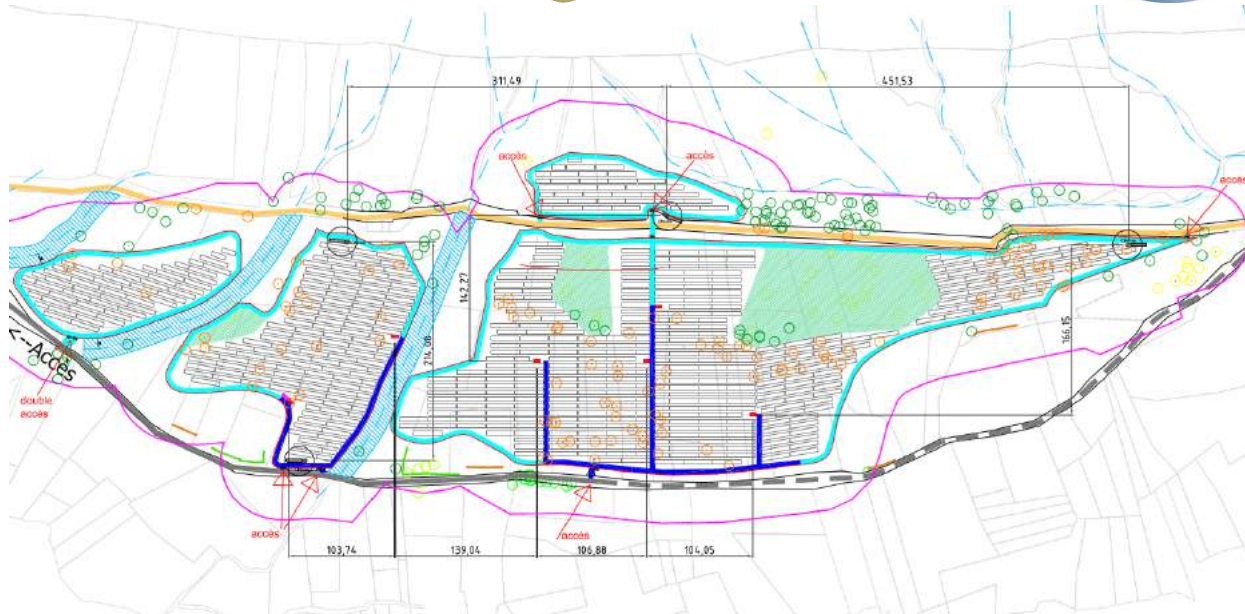 311,49
451,53
accès
accès
accès
142,27
214,08
166,15
<--Accès
double
accès
accès
accès
103,74
139,04
106,88
104,05